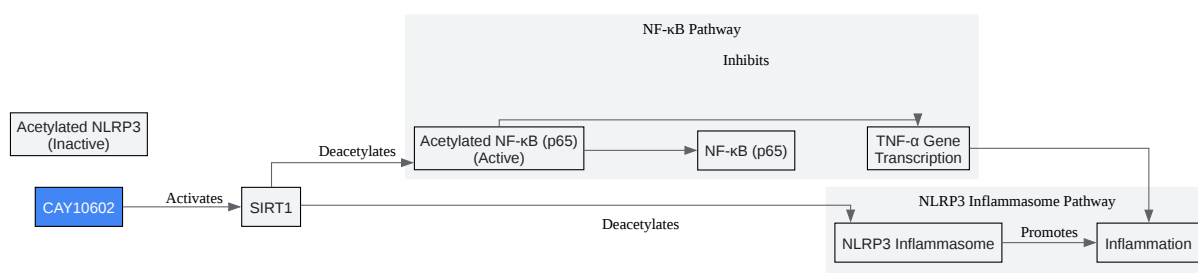 NF-κB Pathway
Inhibits
Acetylated NLRP3
(Inactive)
Deacetylates
Acetylated NF-κB (p65)
(Active)
NF-κB (p65)
TNF-α Gene
Transcription
CAY10602
Activates
SIRT1
Deacetylates
NLRP3 Inflammasome Pathway
NLRP3 Inflammasome
Promotes
Inflammation